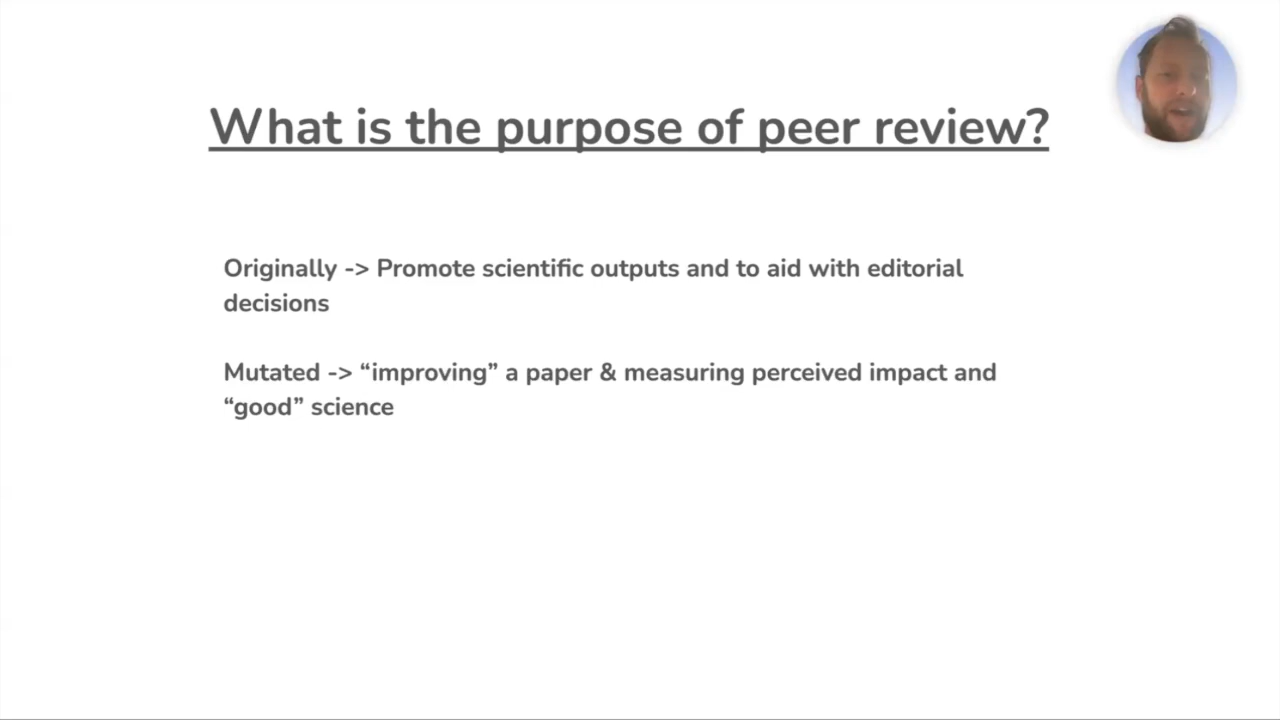 What is the purpose of peer review?
Originally -> Promote scientific outputs and to aid with editorial
decisions
Mutated -> “improving” a paper & measuring perceived impact and
“good” science